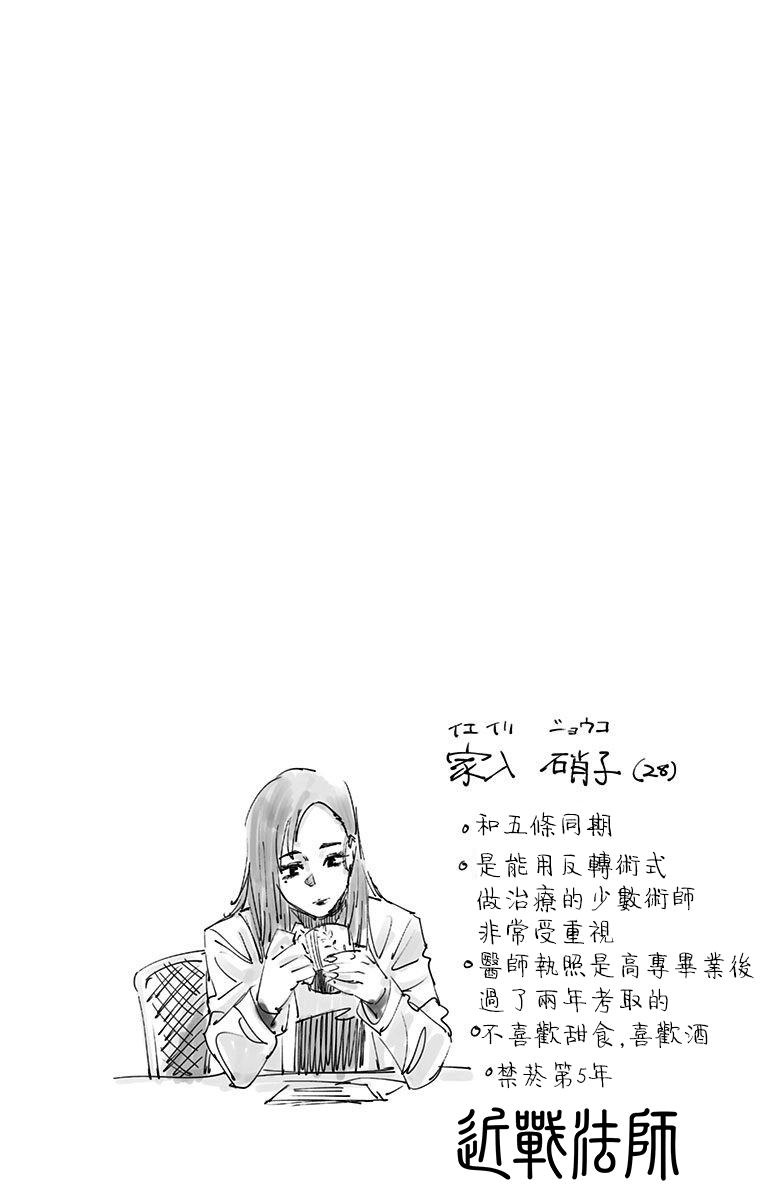 イエイリ ショウコ
家入 硝子(28)
。和五條同期
。是能用反轉術式
做治療的少數術師
非常受重視
。醫師執照是高專畢業後
過了兩年考取的
。不喜歡甜食,喜歡酒
。禁菸第5年
近戰法師